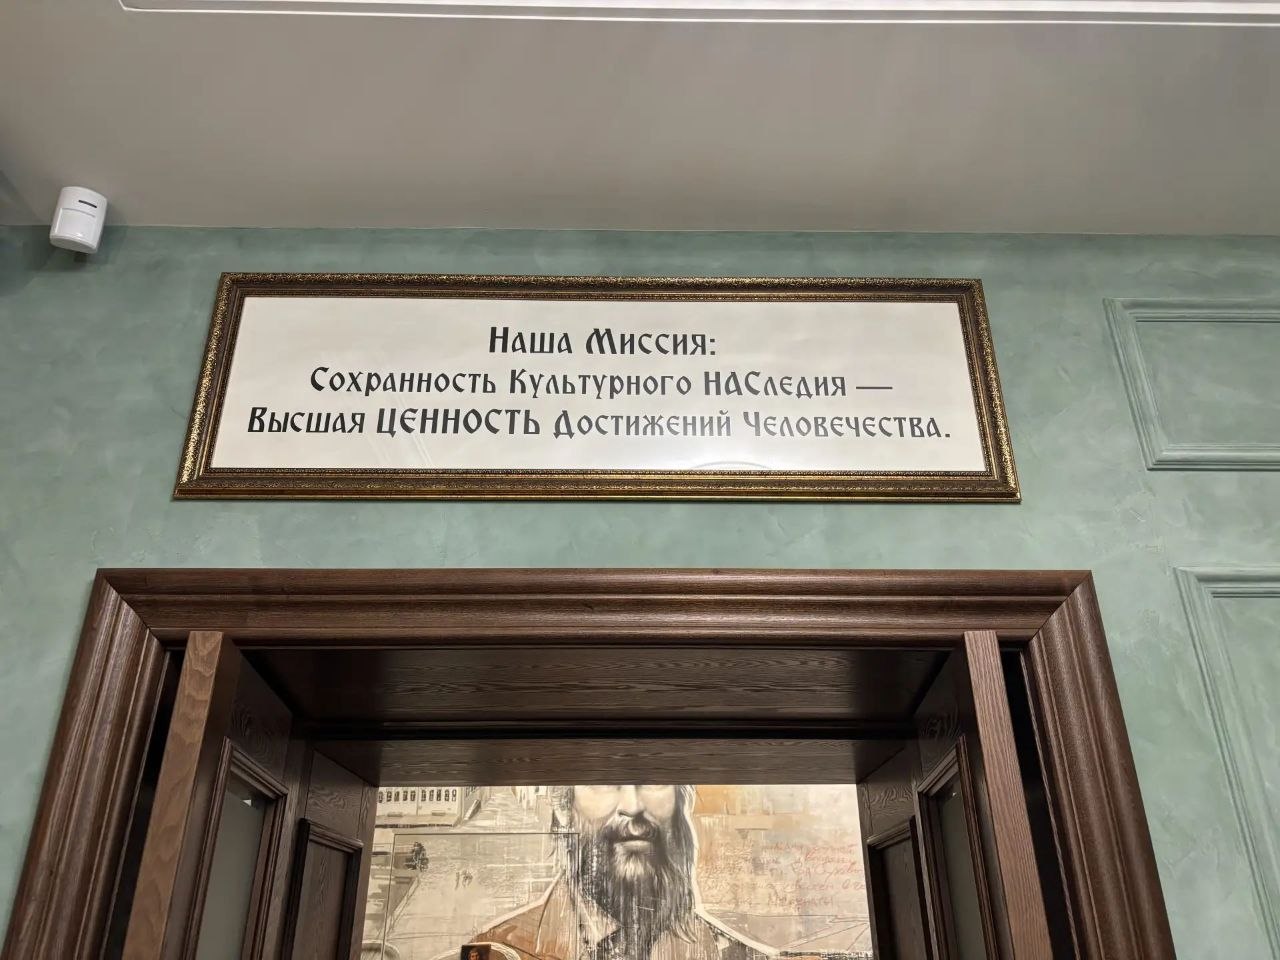 Наша Миссия:
Сохранность Культурного НАСледия —
Высшая ЦЕННОСТЬ Достижений Человечества.